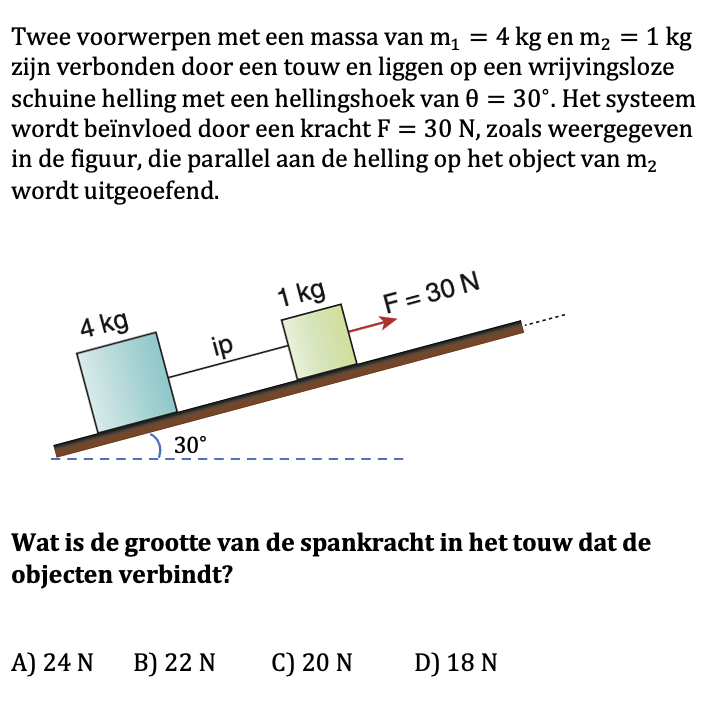 Twee voorwerpen met een massa van m₁ = 4 kg en m₂ = 1 kg
zijn verbonden door een touw en liggen op een wrijvingsloze
schuine helling met een hellingshoek van θ = 30°. Het systeem
wordt beïnvloed door een kracht F = 30 N, zoals weergegeven
in de figuur, die parallel aan de helling op het object van m₂
wordt uitgeoefend.
4 kg
ip
1 kg
F = 30 N
30°
Wat is de grootte van de spankracht in het touw dat de
objecten verbindt?
A) 24 N B) 22 N C) 20 N D) 18 N